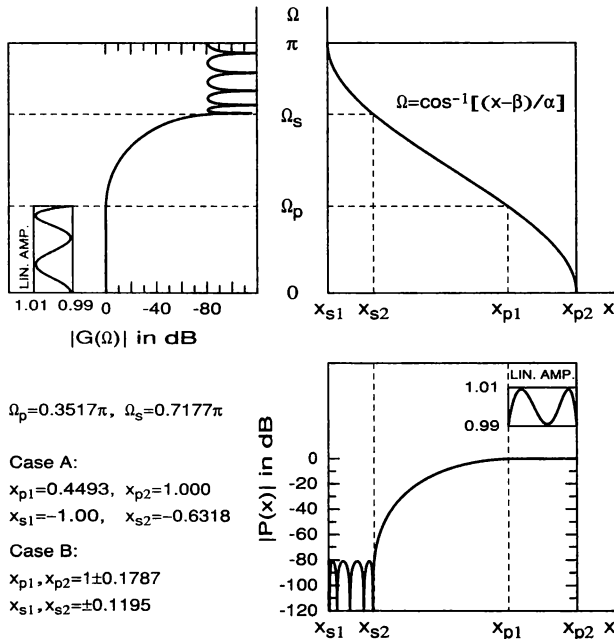 Ω
π
Ω=cos⁻¹[(x−β)/α]
Ωs
Ωp
0
LIN. AMP.
1.01 0.99 0 -40 -80
xs1 xs2 xp1 xp2 x
|G(Ω)| in dB
LIN. AMP.
1.01
0.99
Ωp=0.3517π, Ωs=0.7177π
Case A:
xp1=0.4493, xp2=1.000
xs1=−1.00, xs2=−0.6318
Case B:
xp1,xp2=1±0.1787
xs1,xs2=±0.1195
|P(x)| in dB
0
-20
-40
-60
-80
-100
-120
xs1 xs2 xp1 xp2 x